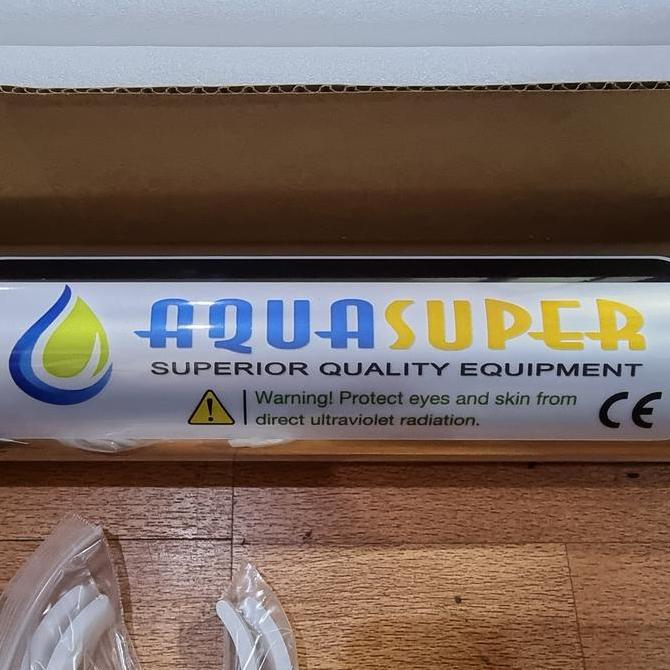 AQUASUPER
SUPERIOR QUALITY EQUIPMENT
Warning! Protect eyes and skin from
direct ultraviolet radiation.
CE